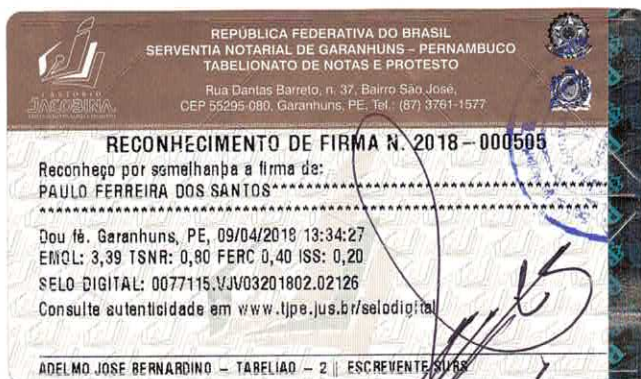 REPÚBLICA FEDERATIVA DO BRASIL
SERVENTIA NOTARIAL DE GARANHUNS – PERNAMBUCO
TABELIONATO DE NOTAS E PROTESTO
Rua Dantas Barreto, n. 37, Bairro São José,
CEP 55295-080, Garanhuns, PE, Tel.: (87) 3761-1577
CARTÓRIO
JACOBINA
RECONHECIMENTO DE FIRMA N. 2018-000505
Reconheço por semelhança a firma de:
PAULO FERREIRA DOS SANTOS
Dou fé. Garanhuns, PE, 09/04/2018 13:34:27
EMOL: 3,39 TSNR: 0,80 FERC 0,40 ISS: 0,20
SELO DIGITAL: 0077115.VJV03201802.02126
Consulte autenticidade em www.tjpe.jus.br/selodigital
ADELMO JOSE BERNARDINO – TABELIAO – 2 || ESCREVENTE SUBS